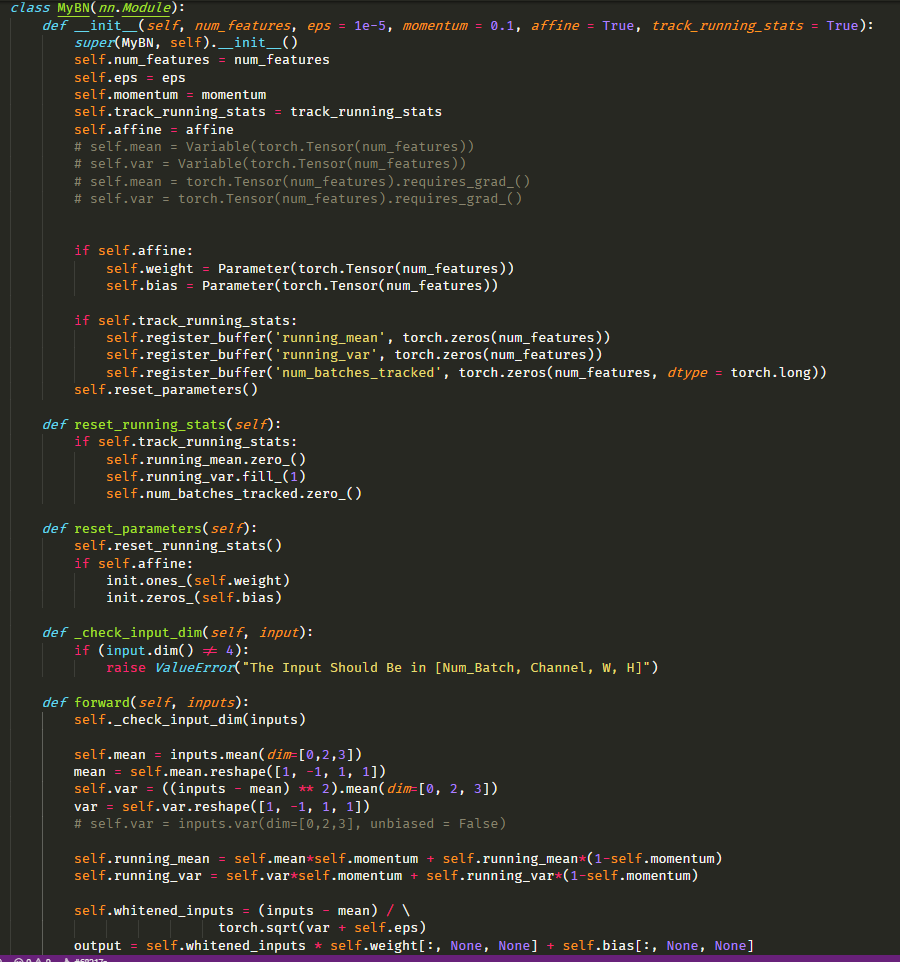 class MyBN(nn.Module):
    def __init__(self, num_features, eps = 1e-5, momentum = 0.1, affine = True, track_running_stats = True):
        super(MyBN, self).__init__()
        self.num_features = num_features
        self.eps = eps
        self.momentum = momentum
        self.track_running_stats = track_running_stats
        self.affine = affine
        # self.mean = Variable(torch.Tensor(num_features))
        # self.var = Variable(torch.Tensor(num_features))
        # self.mean = torch.Tensor(num_features).requires_grad_()
        # self.var = torch.Tensor(num_features).requires_grad_()
        if self.affine:
            self.weight = Parameter(torch.Tensor(num_features))
            self.bias = Parameter(torch.Tensor(num_features))
        if self.track_running_stats:
            self.register_buffer('running_mean', torch.zeros(num_features))
            self.register_buffer('running_var', torch.zeros(num_features))
            self.register_buffer('num_batches_tracked', torch.zeros(num_features, dtype = torch.long))
        self.reset_parameters()
    def reset_running_stats(self):
        if self.track_running_stats:
            self.running_mean.zero_()
            self.running_var.fill_(1)
            self.num_batches_tracked.zero_()
    def reset_parameters(self):
        self.reset_running_stats()
        if self.affine:
            init.ones_(self.weight)
            init.zeros_(self.bias)
    def _check_input_dim(self, input):
        if (input.dim() ≠ 4):
            raise ValueError("The Input Should Be in [Num_Batch, Channel, W, H]")
    def forward(self, inputs):
        self._check_input_dim(inputs)
        self.mean = inputs.mean(dim=[0,2,3])
        mean = self.mean.reshape([1, -1, 1, 1])
        self.var = ((inputs - mean) ** 2).mean(dim=[0, 2, 3])
        var = self.var.reshape([1, -1, 1, 1])
        # self.var = inputs.var(dim=[0,2,3], unbiased = False)
        self.running_mean = self.mean*self.momentum + self.running_mean*(1-self.momentum)
        self.running_var = self.var*self.momentum + self.running_var*(1-self.momentum)
        self.whitened_inputs = (inputs - mean) / \
                          torch.sqrt(var + self.eps)
        output = self.whitened_inputs * self.weight[:, None, None] + self.bias[:, None, None]